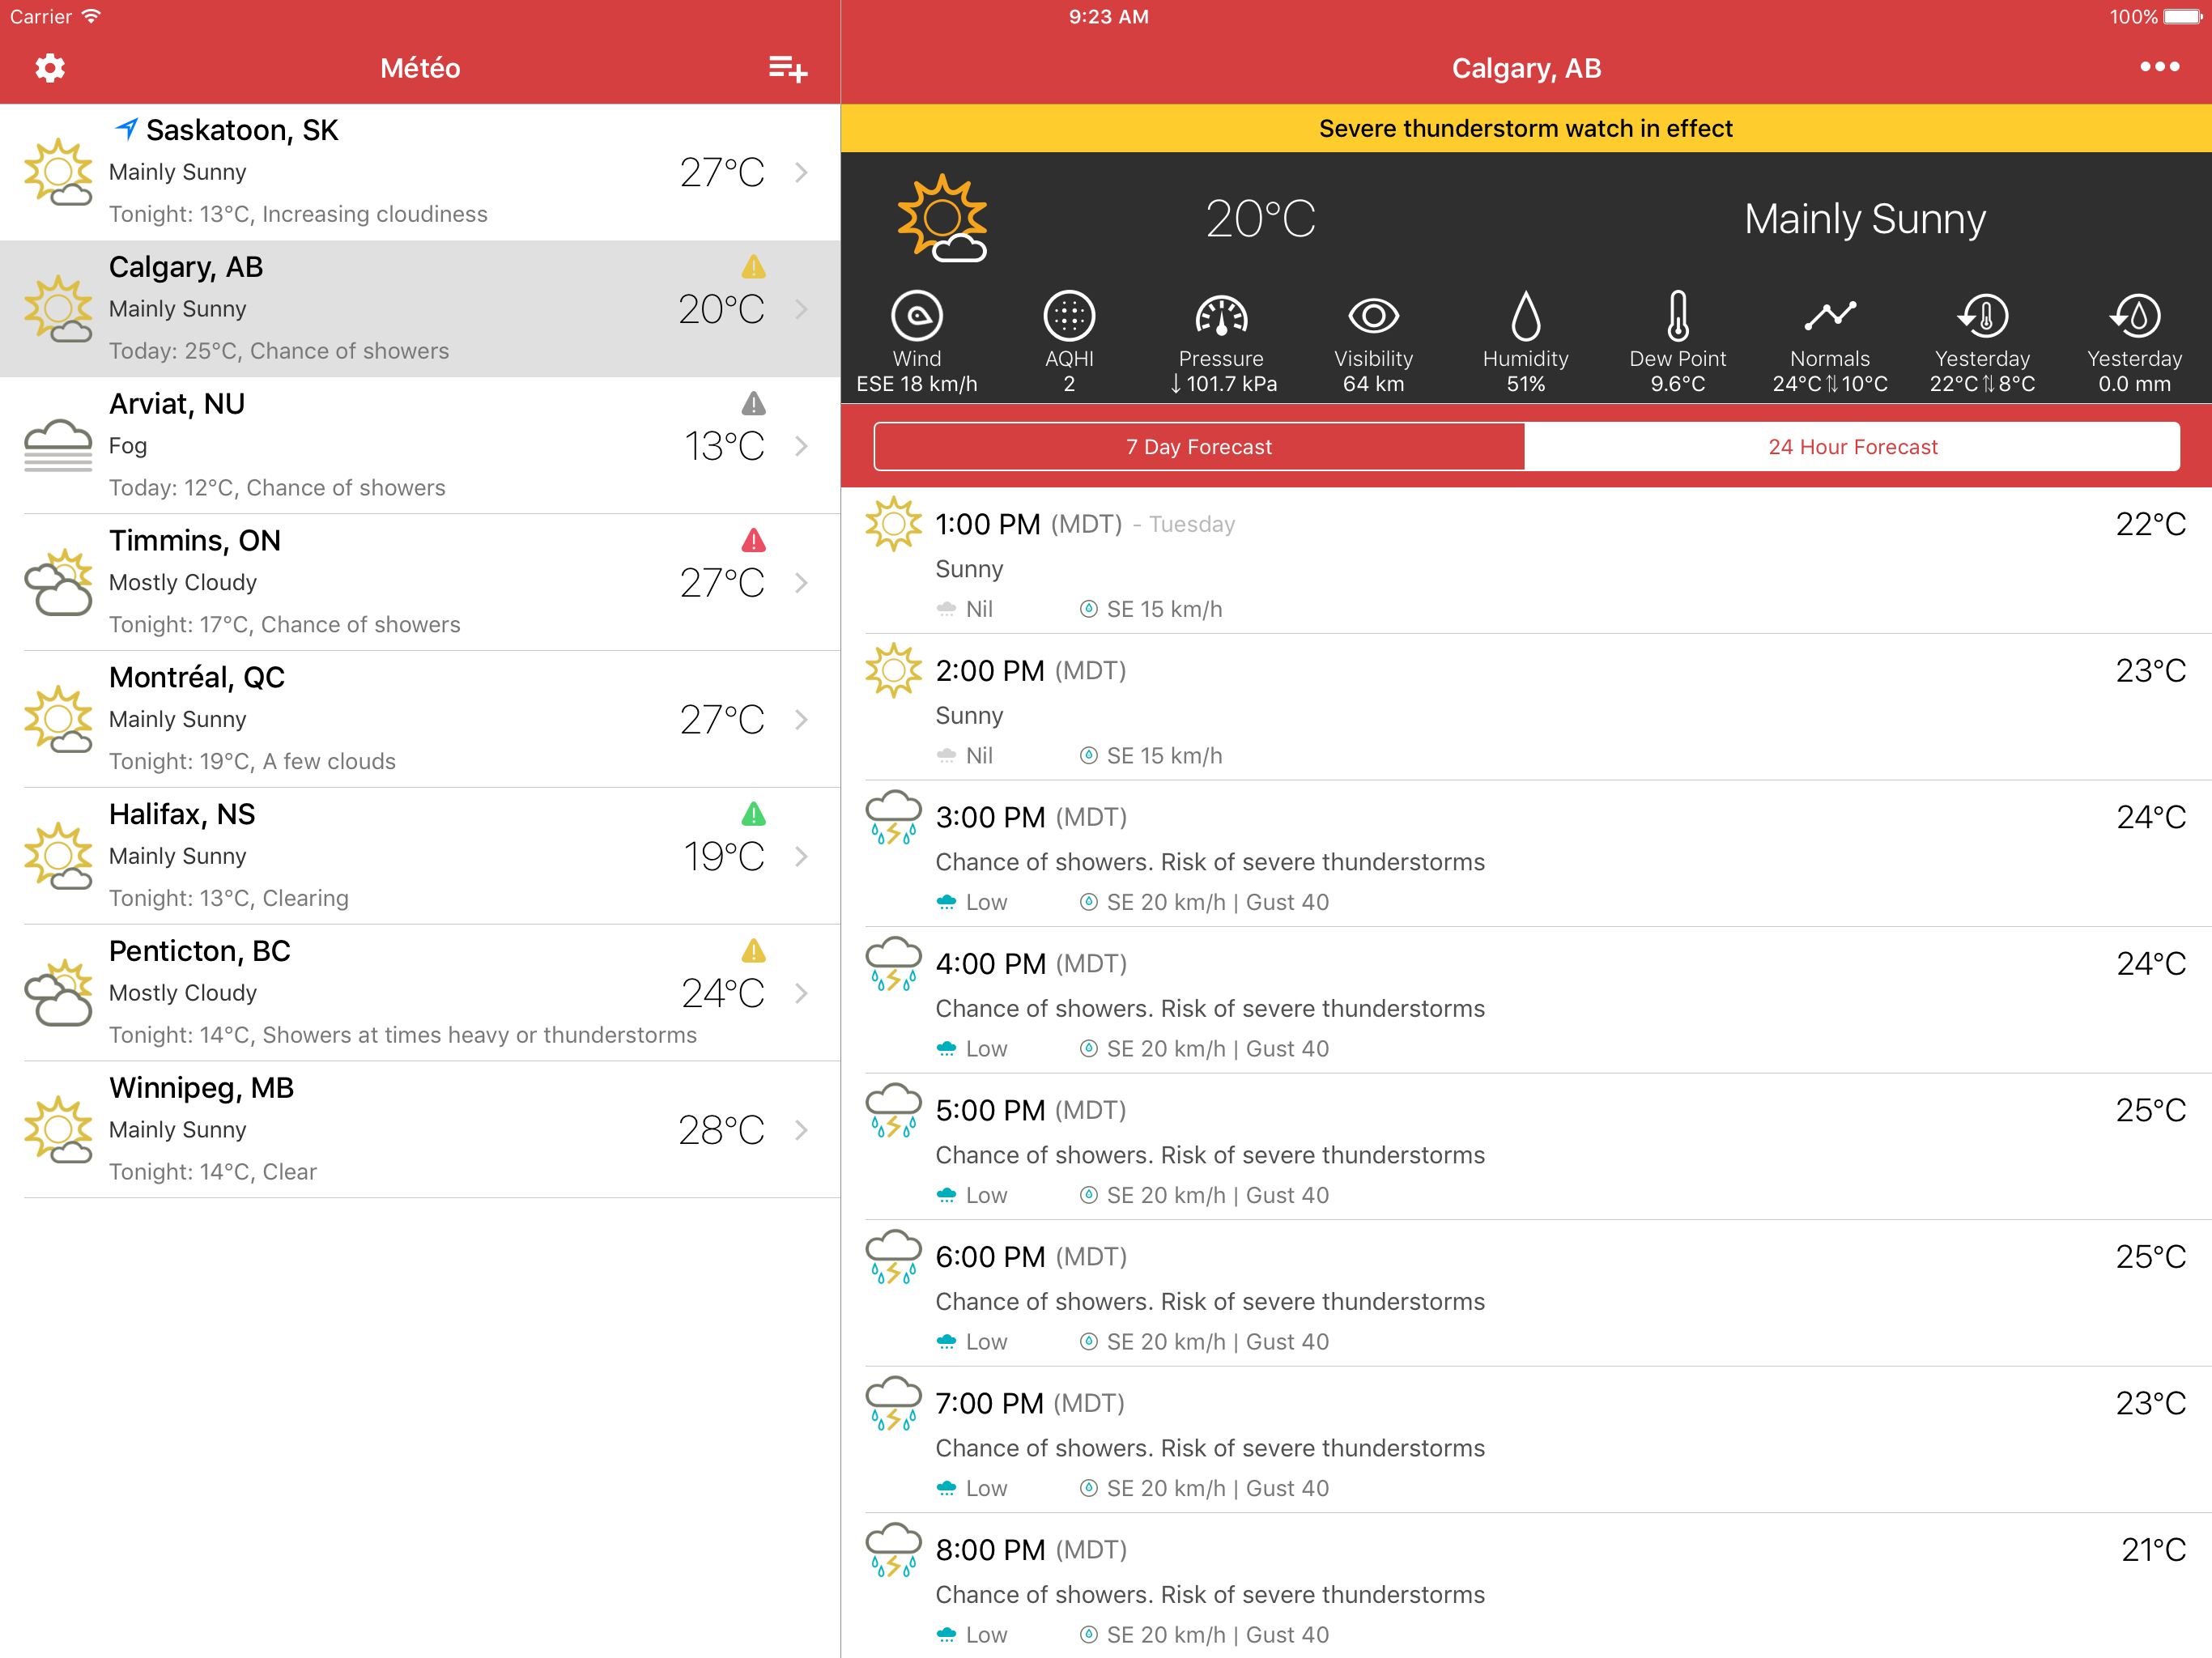 Carrier
9:23 AM
100%
Météo
Calgary, AB
Saskatoon, SK
Mainly Sunny
27°C
Tonight: 13°C, Increasing cloudiness
Calgary, AB
Mainly Sunny
20°C
Today: 25°C, Chance of showers
Arviat, NU
Fog
13°C
Today: 12°C, Chance of showers
Timmins, ON
Mostly Cloudy
27°C
Tonight: 17°C, Chance of showers
Montréal, QC
Mainly Sunny
27°C
Tonight: 19°C, A few clouds
Halifax, NS
Mainly Sunny
19°C
Tonight: 13°C, Clearing
Penticton, BC
Mostly Cloudy
24°C
Tonight: 14°C, Showers at times heavy or thunderstorms
Winnipeg, MB
Mainly Sunny
28°C
Tonight: 14°C, Clear
Severe thunderstorm watch in effect
20°C
Mainly Sunny
Wind
ESE 18 km/h
AQHI
2
Pressure
↓101.7 kPa
Visibility
64 km
Humidity
51%
Dew Point
9.6°C
Normals
24°C⇅10°C
Yesterday
22°C⇅8°C
Yesterday
0.0 mm
7 Day Forecast
24 Hour Forecast
1:00 PM (MDT) - Tuesday
22°C
Sunny
Nil SE 15 km/h
2:00 PM (MDT)
23°C
Sunny
Nil SE 15 km/h
3:00 PM (MDT)
24°C
Chance of showers. Risk of severe thunderstorms
Low SE 20 km/h | Gust 40
4:00 PM (MDT)
24°C
Chance of showers. Risk of severe thunderstorms
Low SE 20 km/h | Gust 40
5:00 PM (MDT)
25°C
Chance of showers. Risk of severe thunderstorms
Low SE 20 km/h | Gust 40
6:00 PM (MDT)
25°C
Chance of showers. Risk of severe thunderstorms
Low SE 20 km/h | Gust 40
7:00 PM (MDT)
23°C
Chance of showers. Risk of severe thunderstorms
Low SE 20 km/h | Gust 40
8:00 PM (MDT)
21°C
Chance of showers. Risk of severe thunderstorms
Low SE 20 km/h | Gust 40